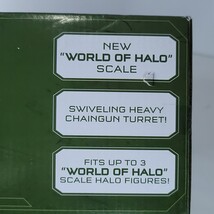 NEW
"WORLD OF HALO"
SCALE
SWIVELING HEAVY
CHAINGUN TURRET!
FITS UP TO 3
"WORLD OF HALO"
SCALE HALO FIGURES!